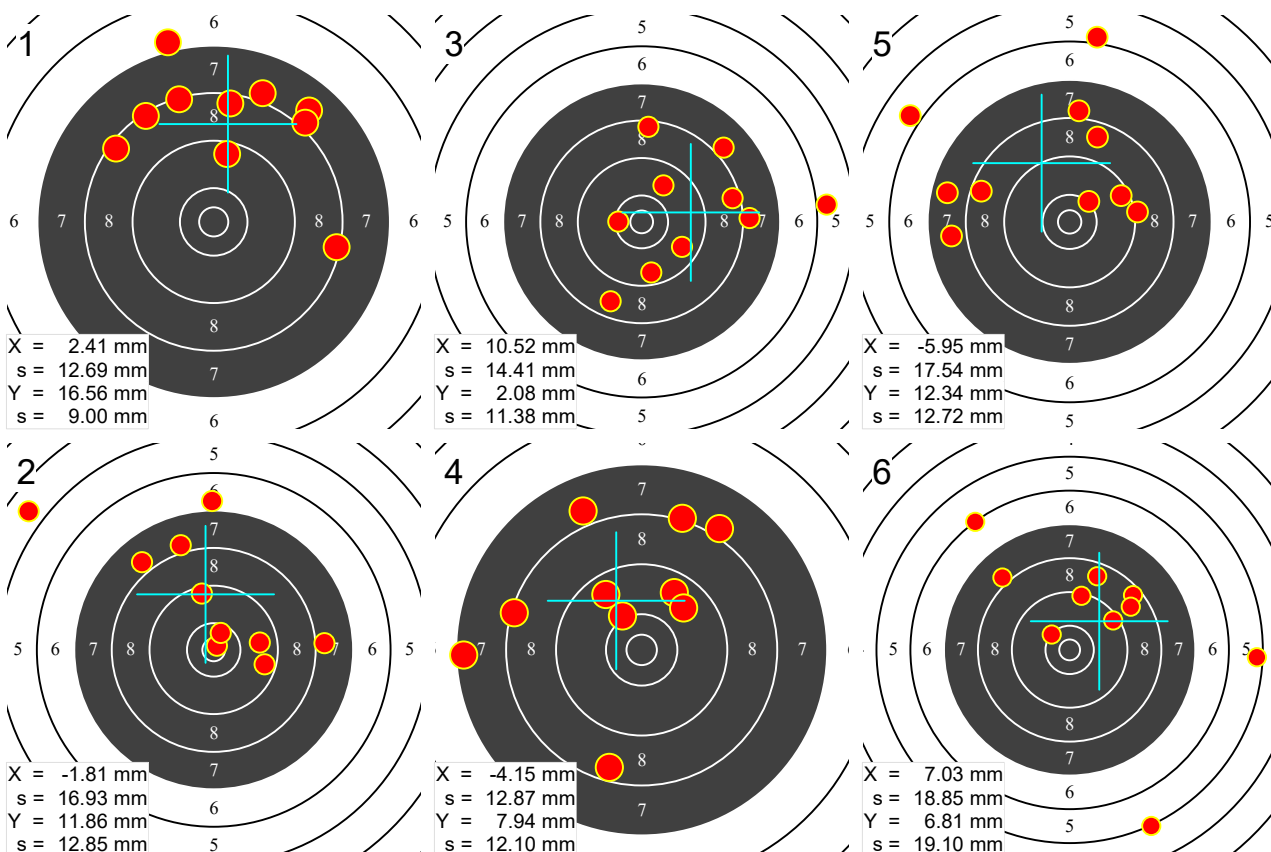 1
6
7
8
6 7 8 8 7 6
8
7
6
X = 2.41 mm
s = 12.69 mm
Y = 16.56 mm
s = 9.00 mm
3
5
6
7
8
5 6 7 8 8 7 6 5
8
7
6
5
X = 10.52 mm
s = 14.41 mm
Y = 2.08 mm
s = 11.38 mm
5
5
6
7
8
5 6 7 8 8 7 6 5
8
7
6
5
X = -5.95 mm
s = 17.54 mm
Y = 12.34 mm
s = 12.72 mm
2
6
7
8
5 6 7 8 8 7 6 5
8
7
6
5
X = -1.81 mm
s = 16.93 mm
Y = 11.86 mm
s = 12.85 mm
4
7
8
7 8 8 7
8
7
X = -4.15 mm
s = 12.87 mm
Y = 7.94 mm
s = 12.10 mm
6
5
6
7
8
5 6 7 8 8 7 6 5
8
7
6
5
X = 7.03 mm
s = 18.85 mm
Y = 6.81 mm
s = 19.10 mm